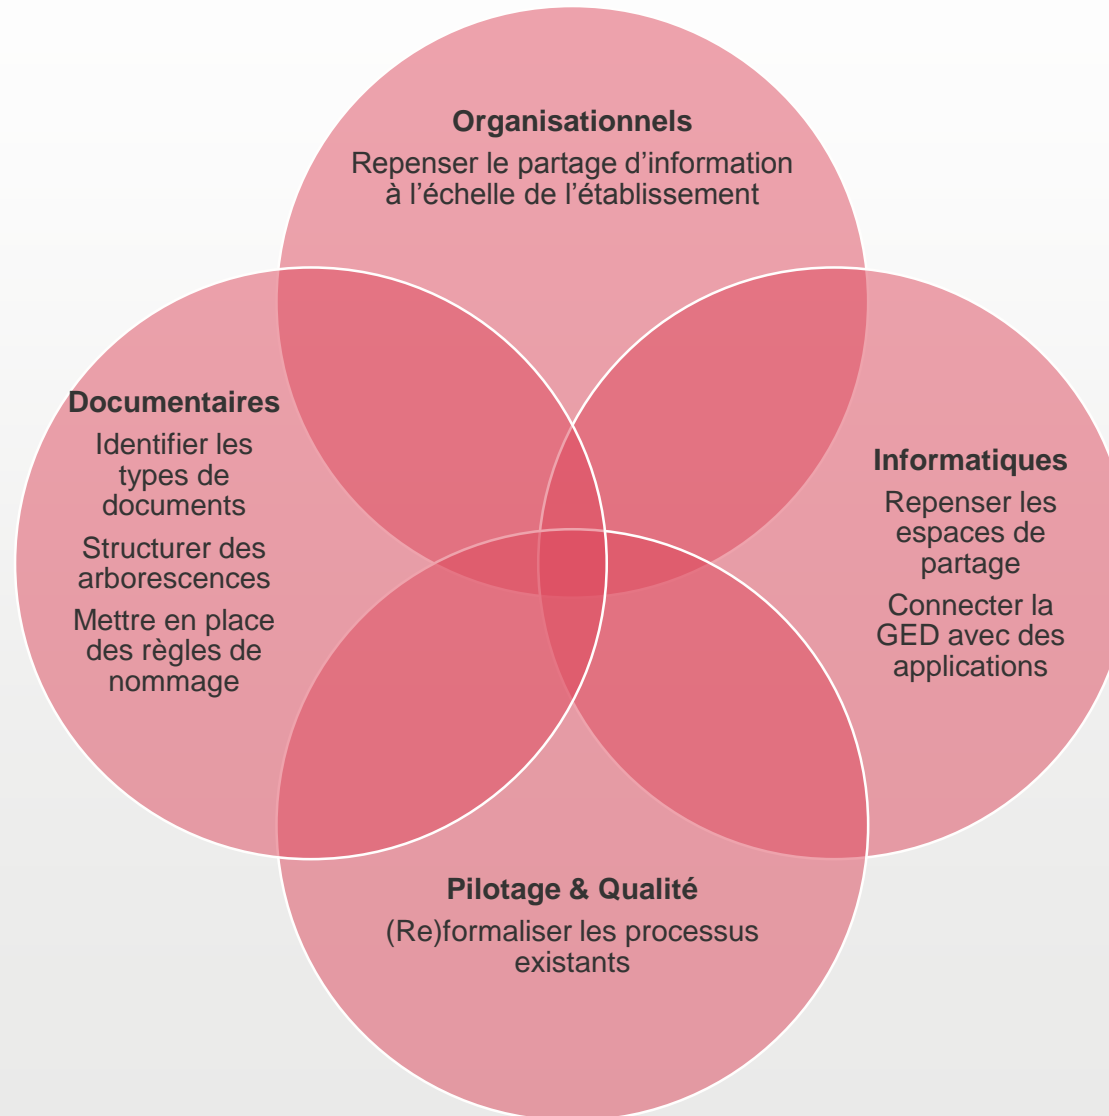 Organisationnels
Repenser le partage d’information
à l’échelle de l’établissement
Documentaires
Identifier les
types de
documents
Structurer des
arborescences
Mettre en place
des règles de
nommage
Informatiques
Repenser les
espaces de
partage
Connecter la
GED avec des
applications
Pilotage & Qualité
(Re)formaliser les processus
existants